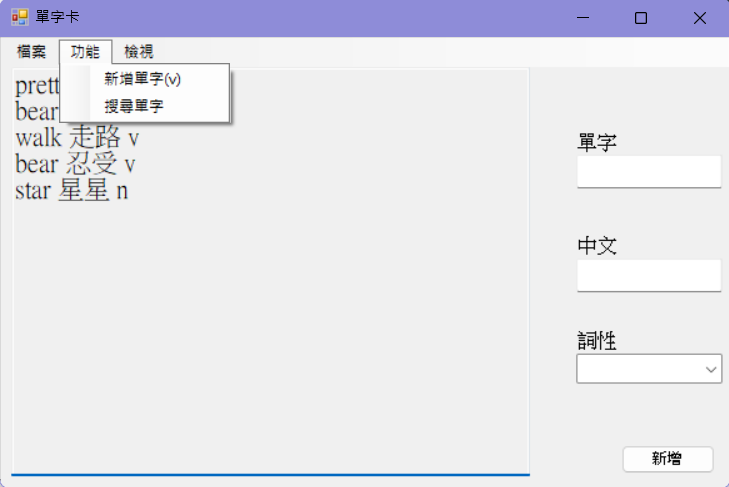 單字卡
檔案 功能 檢視
新增單字(v)
搜尋單字
bear
walk 走路 v
bear 忍受 v
star 星星 n
單字
中文
詞性
新增